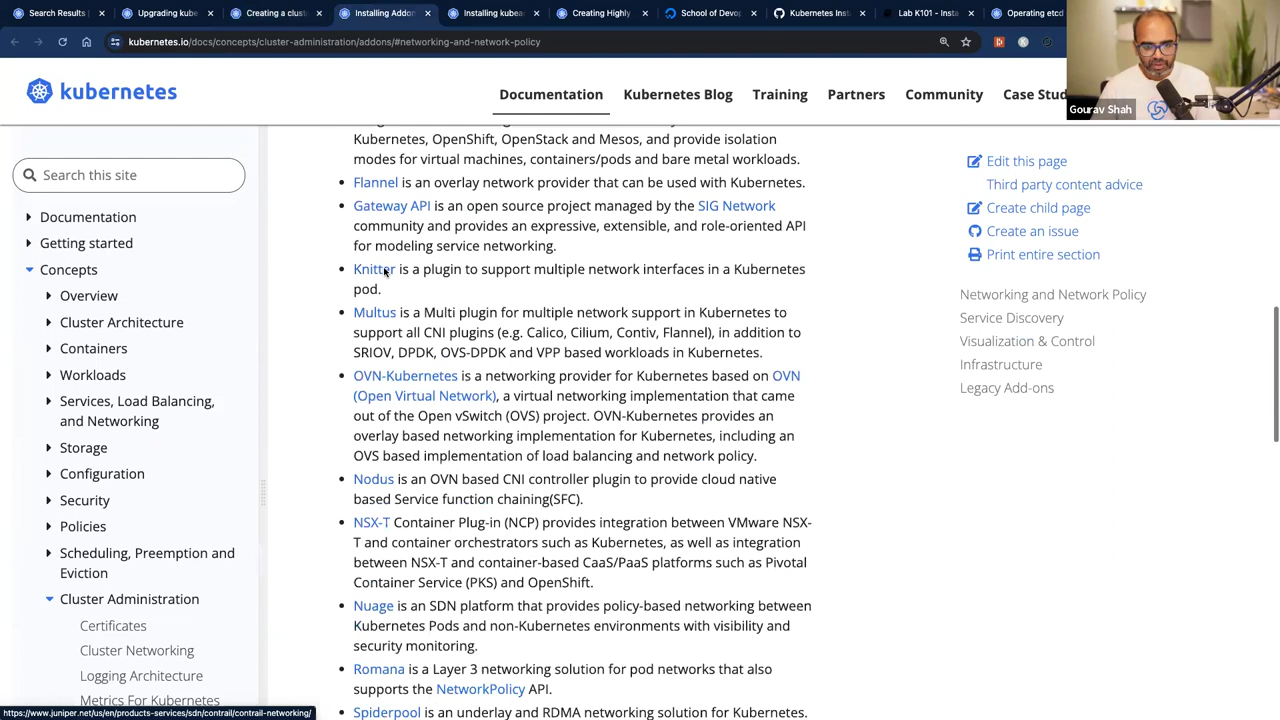 Search Results |
Upgrading kube
Creating a clust
Installing Addon
Installing kubea
Creating Highly
School of Devop
Kubernetes Inst
Lab K101 - Insta
Operating etcd
kubernetes.io/docs/concepts/cluster-administration/addons/#networking-and-network-policy
Gourav Shah
kubernetes
Documentation
Kubernetes Blog
Training
Partners
Community
Case Stud
Search this site
Documentation
Getting started
Concepts
Overview
Cluster Architecture
Containers
Workloads
Services, Load Balancing,
and Networking
Storage
Configuration
Security
Policies
Scheduling, Preemption and
Eviction
Cluster Administration
Certificates
Cluster Networking
Logging Architecture
Metrics For Kubernetes
https://www.juniper.net/us/en/products-services/sdn/contrail/contrail-networking/
Kubernetes, OpenShift, OpenStack and Mesos, and provide isolation
modes for virtual machines, containers/pods and bare metal workloads.
Flannel is an overlay network provider that can be used with Kubernetes.
Gateway API is an open source project managed by the SIG Network
community and provides an expressive, extensible, and role-oriented API
for modeling service networking.
Knitter is a plugin to support multiple network interfaces in a Kubernetes
pod.
Multus is a Multi plugin for multiple network support in Kubernetes to
support all CNI plugins (e.g. Calico, Cilium, Contiv, Flannel), in addition to
SRIOV, DPDK, OVS-DPDK and VPP based workloads in Kubernetes.
OVN-Kubernetes is a networking provider for Kubernetes based on OVN
(Open Virtual Network), a virtual networking implementation that came
out of the Open vSwitch (OVS) project. OVN-Kubernetes provides an
overlay based networking implementation for Kubernetes, including an
OVS based implementation of load balancing and network policy.
Nodus is an OVN based CNI controller plugin to provide cloud native
based Service function chaining(SFC).
NSX-T Container Plug-in (NCP) provides integration between VMware NSX-
T and container orchestrators such as Kubernetes, as well as integration
between NSX-T and container-based CaaS/PaaS platforms such as Pivotal
Container Service (PKS) and OpenShift.
Nuage is an SDN platform that provides policy-based networking between
Kubernetes Pods and non-Kubernetes environments with visibility and
security monitoring.
Romana is a Layer 3 networking solution for pod networks that also
supports the NetworkPolicy API.
Spiderpool is an underlay and RDMA networking solution for Kubernetes.
Edit this page
Third party content advice
Create child page
Create an issue
Print entire section
Networking and Network Policy
Service Discovery
Visualization & Control
Infrastructure
Legacy Add-ons